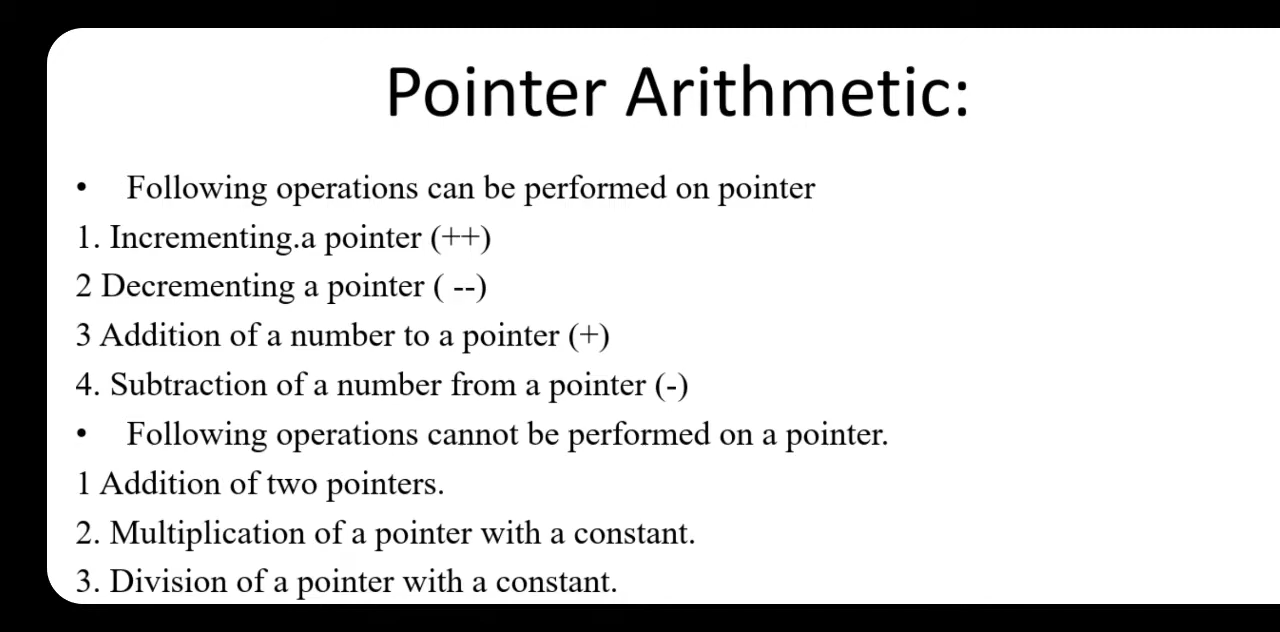 Pointer Arithmetic:
• Following operations can be performed on pointer
1. Incrementing.a pointer (++)
2 Decrementing a pointer ( --)
3 Addition of a number to a pointer (+)
4. Subtraction of a number from a pointer (-)
• Following operations cannot be performed on a pointer.
1 Addition of two pointers.
2. Multiplication of a pointer with a constant.
3. Division of a pointer with a constant.